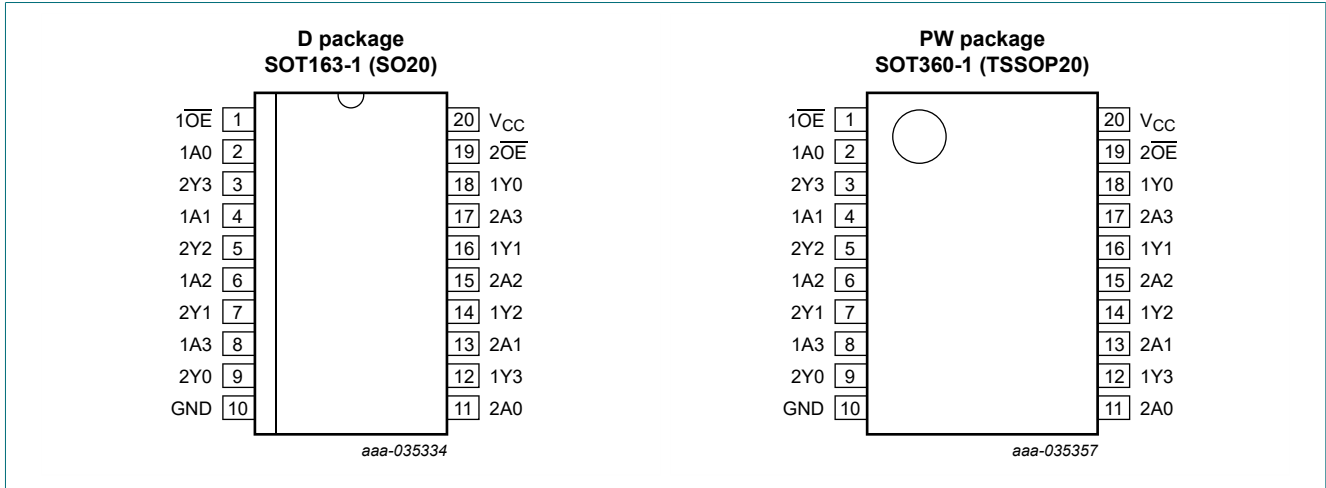 D package
SOT163-1 (SO20)
1O̅E̅ 1
1A0 2
2Y3 3
1A1 4
2Y2 5
1A2 6
2Y1 7
1A3 8
2Y0 9
GND 10
20 VCC
19 2O̅E̅
18 1Y0
17 2A3
16 1Y1
15 2A2
14 1Y2
13 2A1
12 1Y3
11 2A0
aaa-035334
PW package
SOT360-1 (TSSOP20)
1O̅E̅ 1
1A0 2
2Y3 3
1A1 4
2Y2 5
1A2 6
2Y1 7
1A3 8
2Y0 9
GND 10
20 VCC
19 2O̅E̅
18 1Y0
17 2A3
16 1Y1
15 2A2
14 1Y2
13 2A1
12 1Y3
11 2A0
aaa-035357